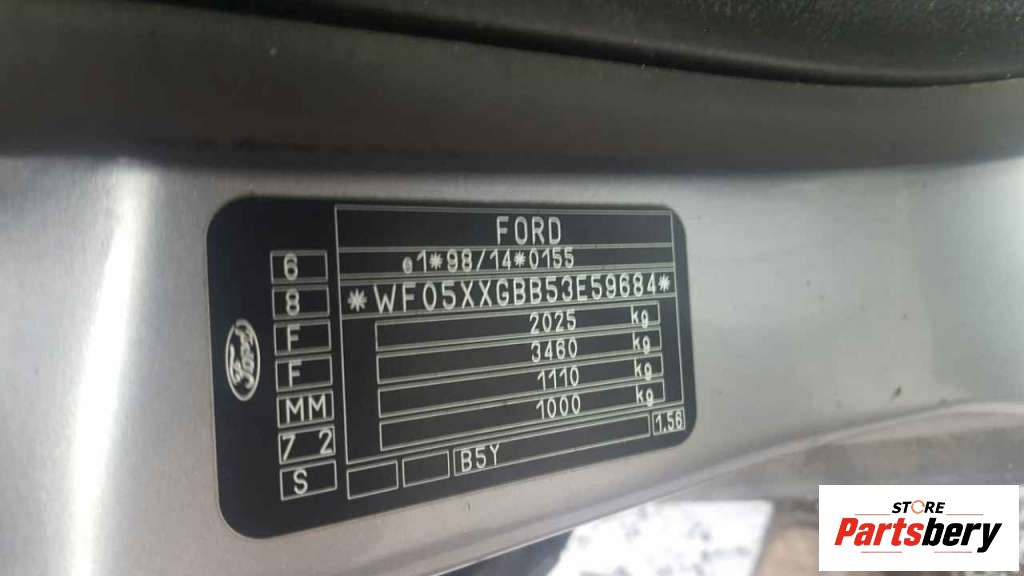 FORD
e1*98/14*0155
*WF05XXGBB53E59684*
2025 kg
3460 kg
1110 kg
1000 kg
B5Y 1.56
6
8
F
F
MM
7 2
S
Ford
STORE
Partsbery